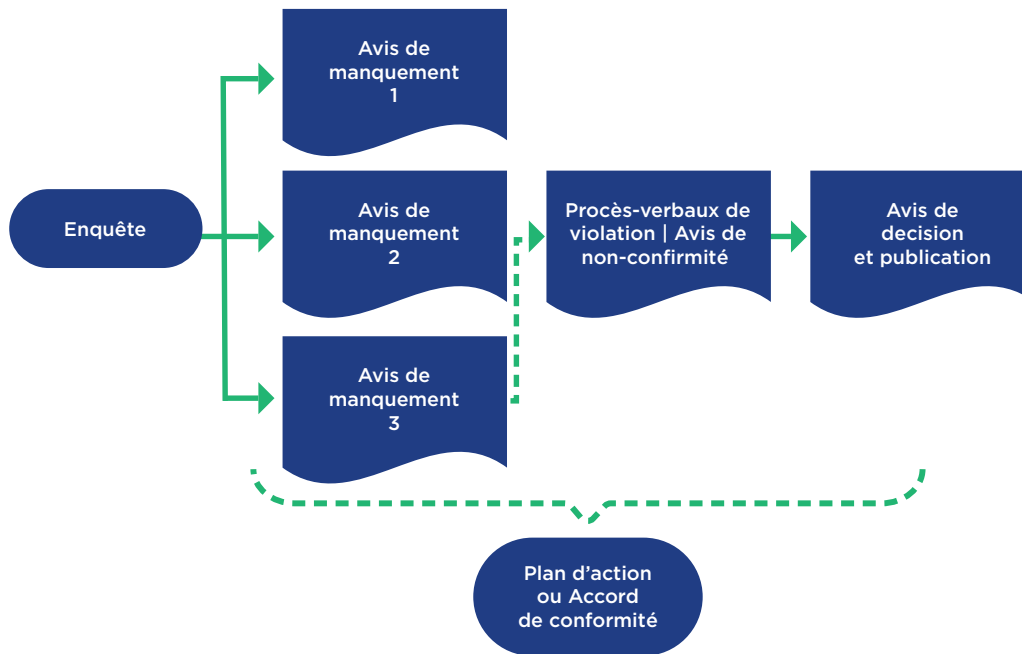 Avis de
manquement
1
Enquête
Avis de
manquement
2
Procès-verbaux de
violation | Avis de
non-confirmité
Avis de
decision
et publication
Avis de
manquement
3
Plan d'action
ou Accord
de conformité